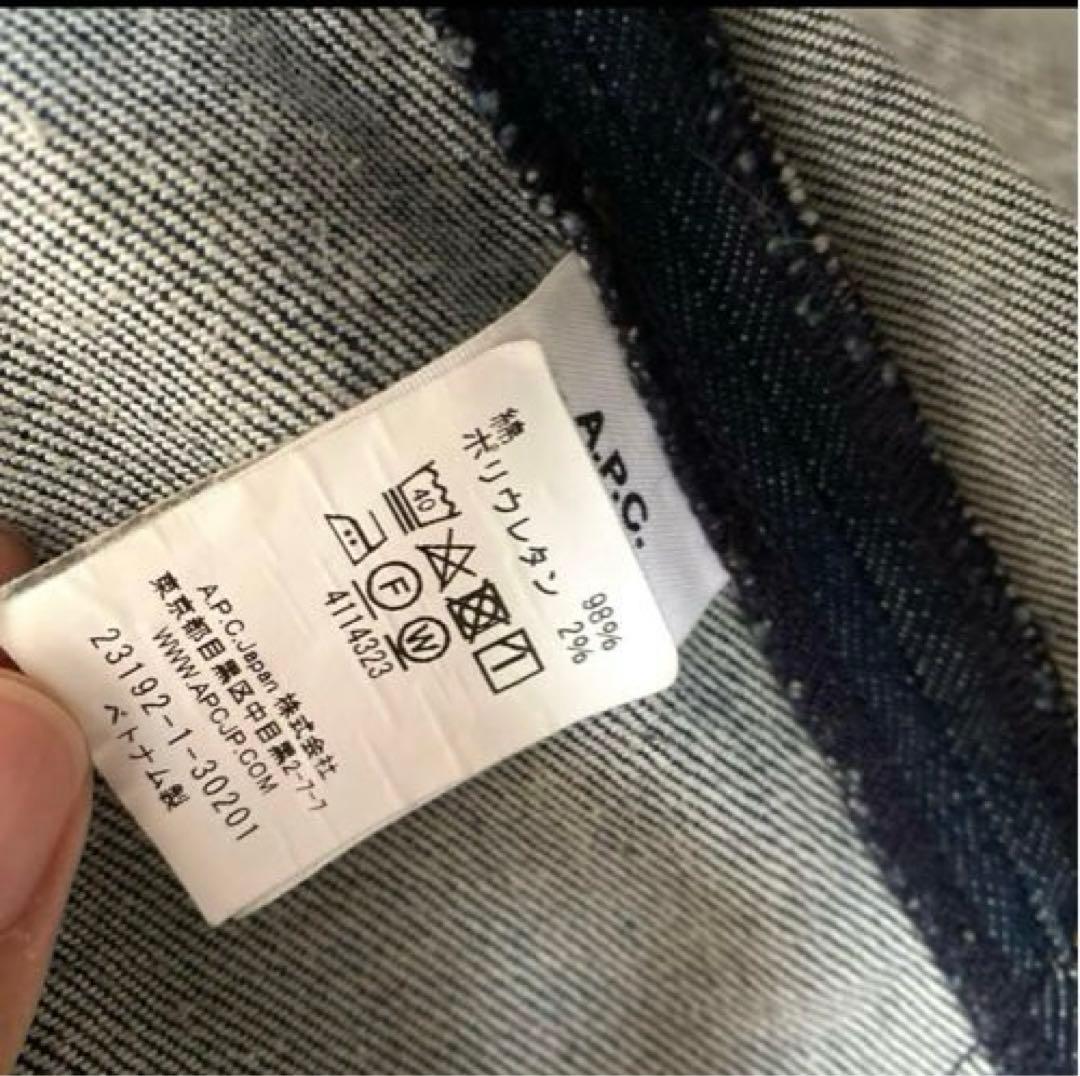 A.P.C.
綿 98%
ポリウレタン 2%
40
F W
4114323
A.P.C.Japan 株式会社
東京都目黒区中目黒2-7-7
WWW.APCJP.COM
23192-1-30201
ベトナム製